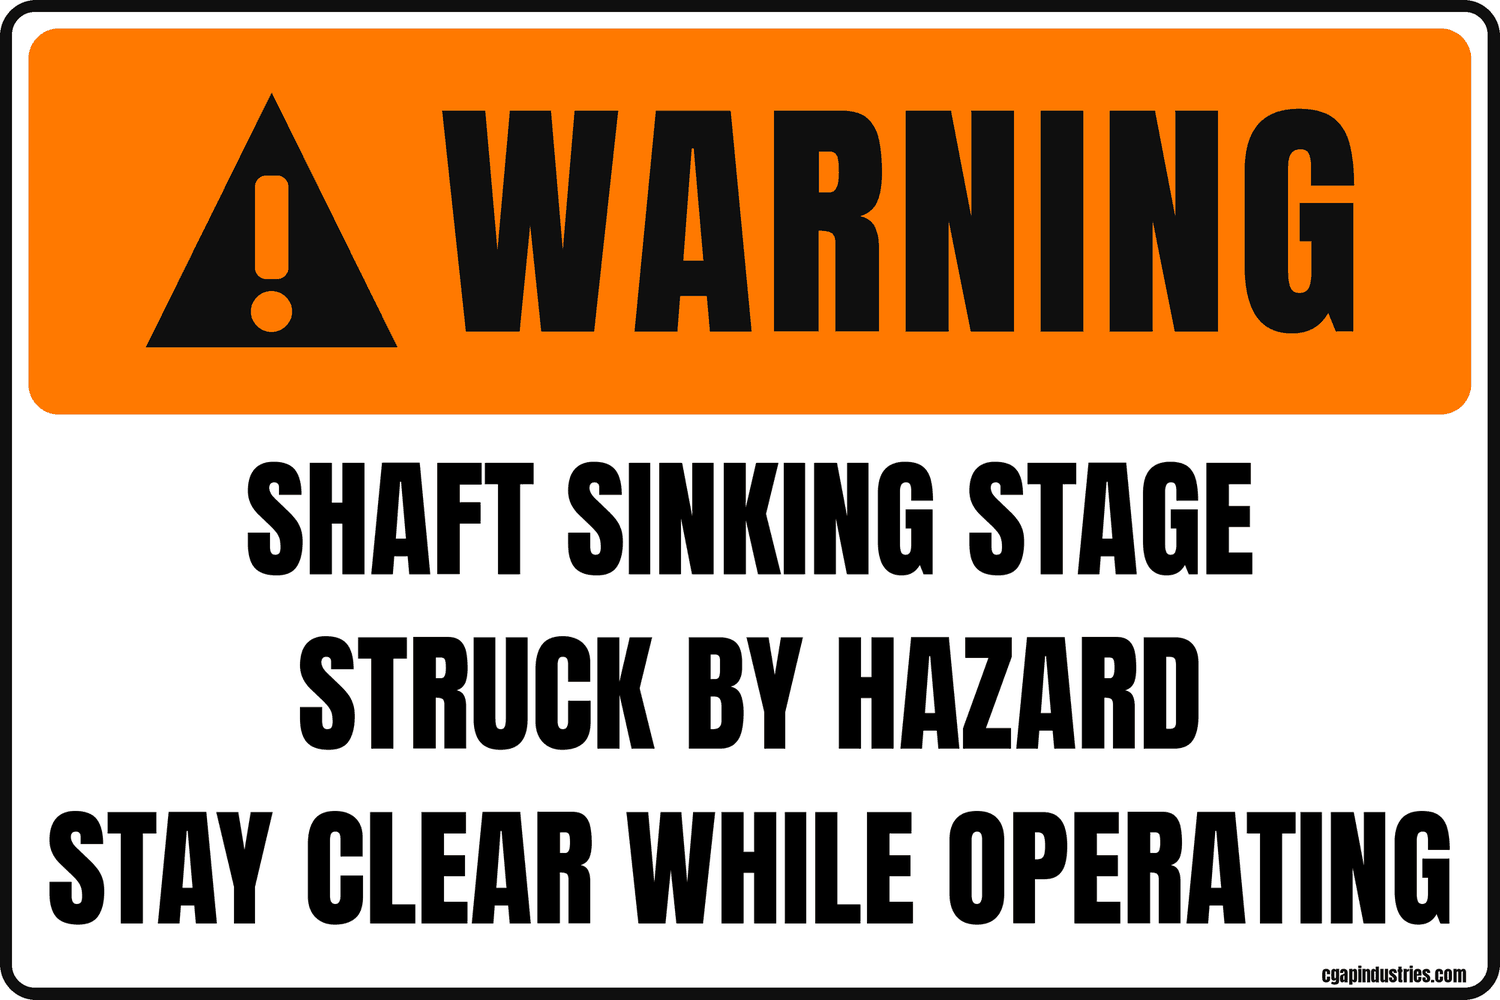 WARNING
SHAFT SINKING STAGE
STRUCK BY HAZARD
STAY CLEAR WHILE OPERATING
cgapindustries.com